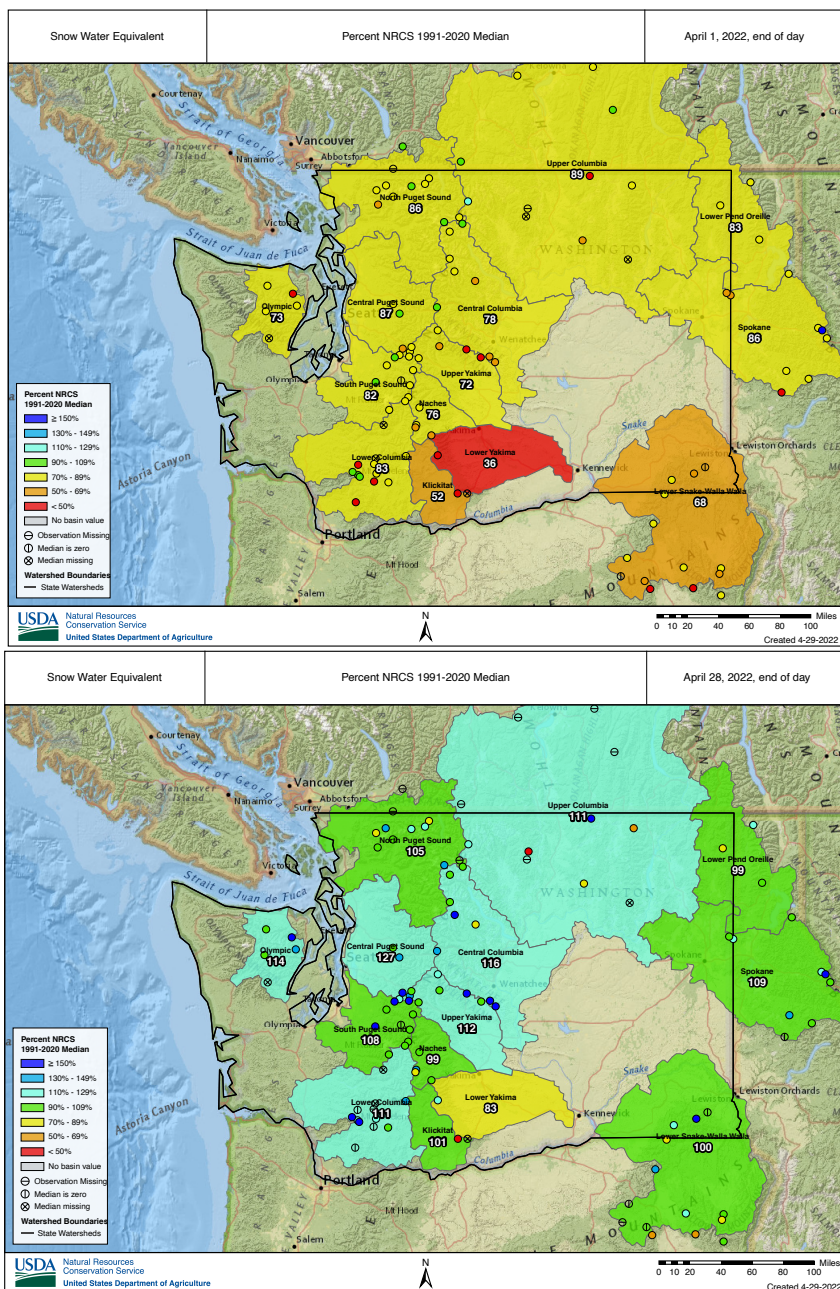 Snow Water Equivalent
Percent NRCS 1991-2020 Median
April 1, 2022, end of day
Courtenay
Strait of Georgia
Vancouver
Island
Nanaimo
Vancouver
Surrey
Abbotsfor
Kelowna
Victoria
Strait of Juan de Fuca
North Puget Sound
86
Upper Columbia
89
WASHINGTON
Lower Pend Oreille
83
Olympic
73
Central Puget Sound
87
Central Columbia
78
Wenatchee
Spokane
Spokane
86
Olympia
South Puget Sound
82
Upper Yakima
72
Naches
76
Snake
Lewiston Orchards
Lower Yakima
36
Kennewick
Lower Columbia
83
Klickitat
52
Lewiston
Lower Snake-Walla Walla
68
Astoria Canyon
Columbia
Portland
Mt Hood
Salem
VALLEY
MOUNTAINS
Percent NRCS
1991-2020 Median
≥ 150%
130% - 149%
110% - 129%
90% - 109%
70% - 89%
50% - 69%
< 50%
No basin value
Observation Missing
Median is zero
Median missing
Watershed Boundaries
State Watersheds
USDA
Natural Resources
Conservation Service
United States Department of Agriculture
N
Miles
0 10 20 40 60 80 100
Created 4-29-2022
Snow Water Equivalent
Percent NRCS 1991-2020 Median
April 28, 2022, end of day
Courtenay
Strait of Georgia
Vancouver
Island
Nanaimo
Vancouver
Surrey
Abbotsfor
Kelowna
Victoria
Strait of Juan de Fuca
North Puget Sound
105
Upper Columbia
111
WASHINGTON
Lower Pend Oreille
99
Olympic
114
Central Puget Sound
127
Central Columbia
116
Wenatchee
Spokane
Spokane
109
Olympia
South Puget Sound
108
Upper Yakima
112
Naches
99
Snake
Lewiston Orchards
Lower Yakima
83
Kennewick
Lower Columbia
111
Klickitat
101
Lewiston
Lower Snake-Walla Walla
100
Astoria Canyon
Columbia
Portland
Mt Hood
Salem
VALLEY
MOUNTAINS
Percent NRCS
1991-2020 Median
≥ 150%
130% - 149%
110% - 129%
90% - 109%
70% - 89%
50% - 69%
< 50%
No basin value
Observation Missing
Median is zero
Median missing
Watershed Boundaries
State Watersheds
USDA
Natural Resources
Conservation Service
United States Department of Agriculture
N
Miles
0 10 20 40 60 80 100
Created 4-29-2022